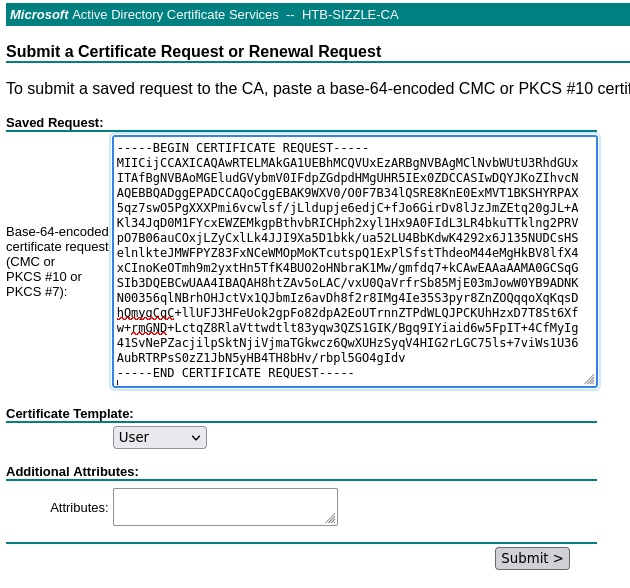 Microsoft Active Directory Certificate Services -- HTB-SIZZLE-CA
Submit a Certificate Request or Renewal Request
To submit a saved request to the CA, paste a base-64-encoded CMC or PKCS #10 certif
Saved Request:
Base-64-encoded
certificate request
(CMC or
PKCS #10 or
PKCS #7):
-----BEGIN CERTIFICATE REQUEST-----
MIICijCCAXICAQAwRTELMAkGA1UEBhMCQVUxEzARBgNVBAgMClNvbWUtU3RhdGUx
ITAfBgNVBAoMGEludGVybmV0IFdpZGdpdHMgUHR5IEx0ZDCCASIwDQYJKoZIhvcN
AQEBBQADggEPADCCAQoCggEBAK9WXV0/O0F7B34lQSRE8KnE0ExMVT1BKSHYRPAX
5qz7swO5PgXXXPmi6vcwlsf/jLldupje6edjC+fJo6GirDv8lJzJmZEtq20gJL+A
Kl34JqD0M1FYcxEWZEMkgpBthvbRICHph2xyl1Hx9A0FIdL3LR4bkuTTklng2PRV
pO7B06auCOxjLZyCxlLk4JJI9Xa5D1bkk/ua52LU4BbKdwK4292x6J135NUDCsHS
elnlkteJMWFPYZ83FxNCeWMOpMoKTCutspQ1ExPlSfstThdeoM44eMgHkBV8lfX4
xCInoKeOTmh9m2yxtHn5TfK4BUO2oHNbraK1Mw/gmfdq7+kCAwEAAaAAMA0GCSqG
SIb3DQEBCwUAA4IBAQAH8htZAv5oLAC/vxU0QaVrfrSb85MjE03mJowW0YB9ADNK
N00356qlNBrhOHJctVx1QJbmIz6avDh8f2r8IMg4Ie35S3pyr8ZnZOQqqoXqKqsD
hQmyqCqC+llUFJ3HFeUok2gpFo82dpA2EoUTrnnZTPdWLQJPCKUhHzxD7T8St6Xf
w+rmGND+LctqZ8RlaVttwdtlt83yqw3QZS1GIK/Bgq9IYiaid6w5FpIT+4CfMyIg
41SvNePZacjilpSktNjiVjmaTGkwcz6QwXUHzSyqV4HIG2rLGC75ls+7viWs1U36
AubRTRPsS0zZ1JbN5yHB4TH8bHv/rbpl5GO4gIdv
-----END CERTIFICATE REQUEST-----
Certificate Template:
User
Additional Attributes:
Attributes:
Submit >